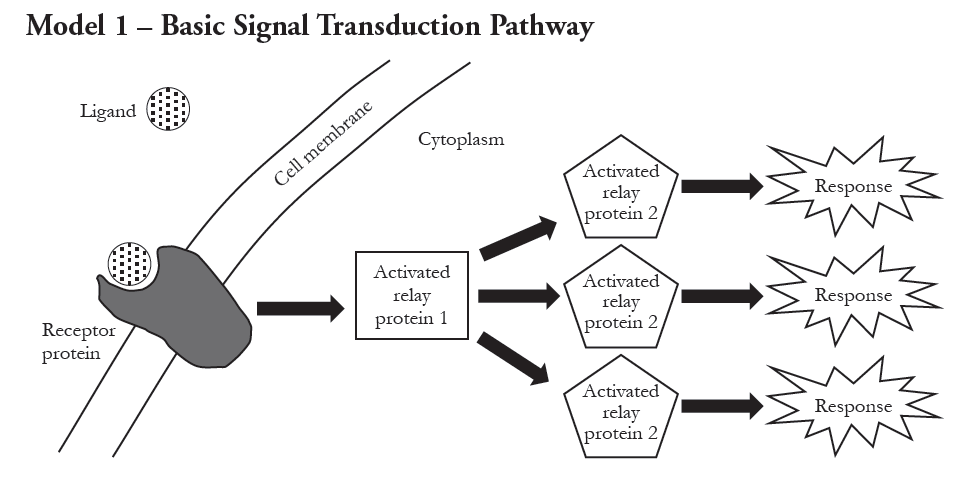 Model 1 – Basic Signal Transduction Pathway
Ligand
Cell membrane
Cytoplasm
Receptor
protein
Activated
relay
protein 1
Activated
relay
protein 2
Response
Activated
relay
protein 2
Response
Activated
relay
protein 2
Response